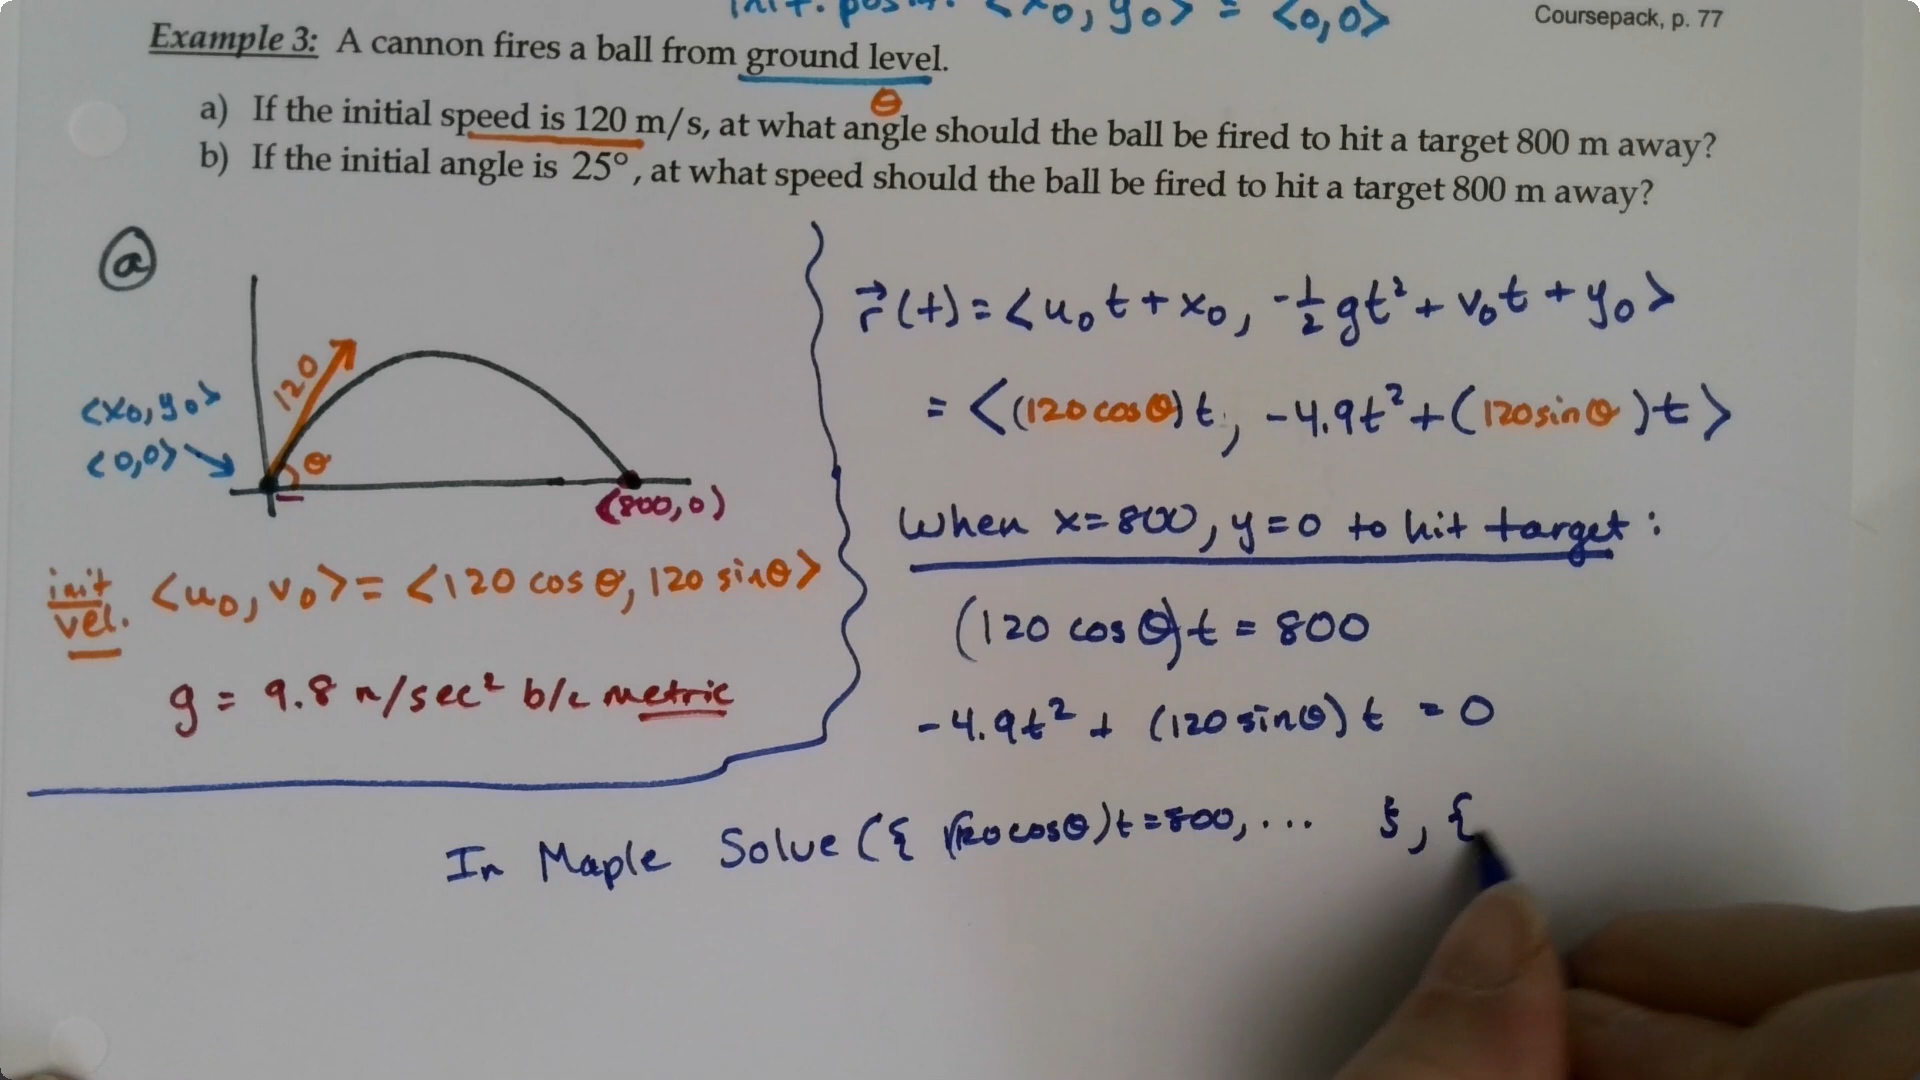 init. posit. <x₀, y₀> = <0,0>
Coursepack, p. 77
Example 3: A cannon fires a ball from ground level.
θ
a) If the initial speed is 120 m/s, at what angle should the ball be fired to hit a target 800 m away?
b) If the initial angle is 25°, at what speed should the ball be fired to hit a target 800 m away?
a
120
<x₀, y₀>
<0,0>
θ
(800,0)
init vel. <u₀, v₀> = <120 cos θ, 120 sin θ>
g = 9.8 m/sec² b/c metric
r⃗(t) = <u₀t + x₀, -½gt² + v₀t + y₀>
= <(120 cos θ)t, -4.9t² + (120 sin θ)t>
When x=800, y=0 to hit target:
(120 cos θ)t = 800
-4.9t² + (120 sin θ)t = 0
In Maple Solve({(120 cos θ)t=800, ... }, {